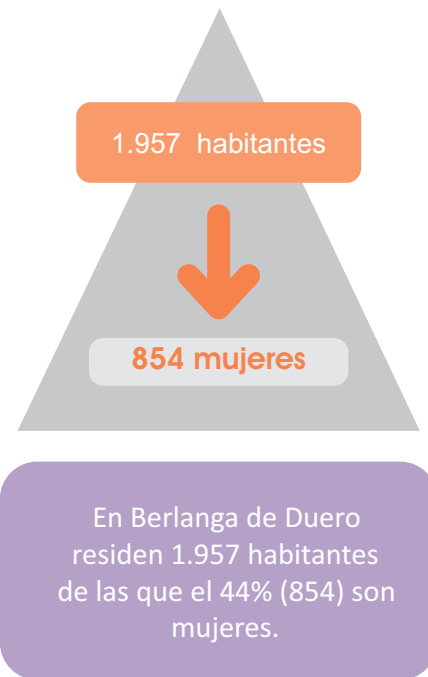 1.957 habitantes
854 mujeres
En Berlanga de Duero
residen 1.957 habitantes
de las que el 44% (854) son
mujeres.